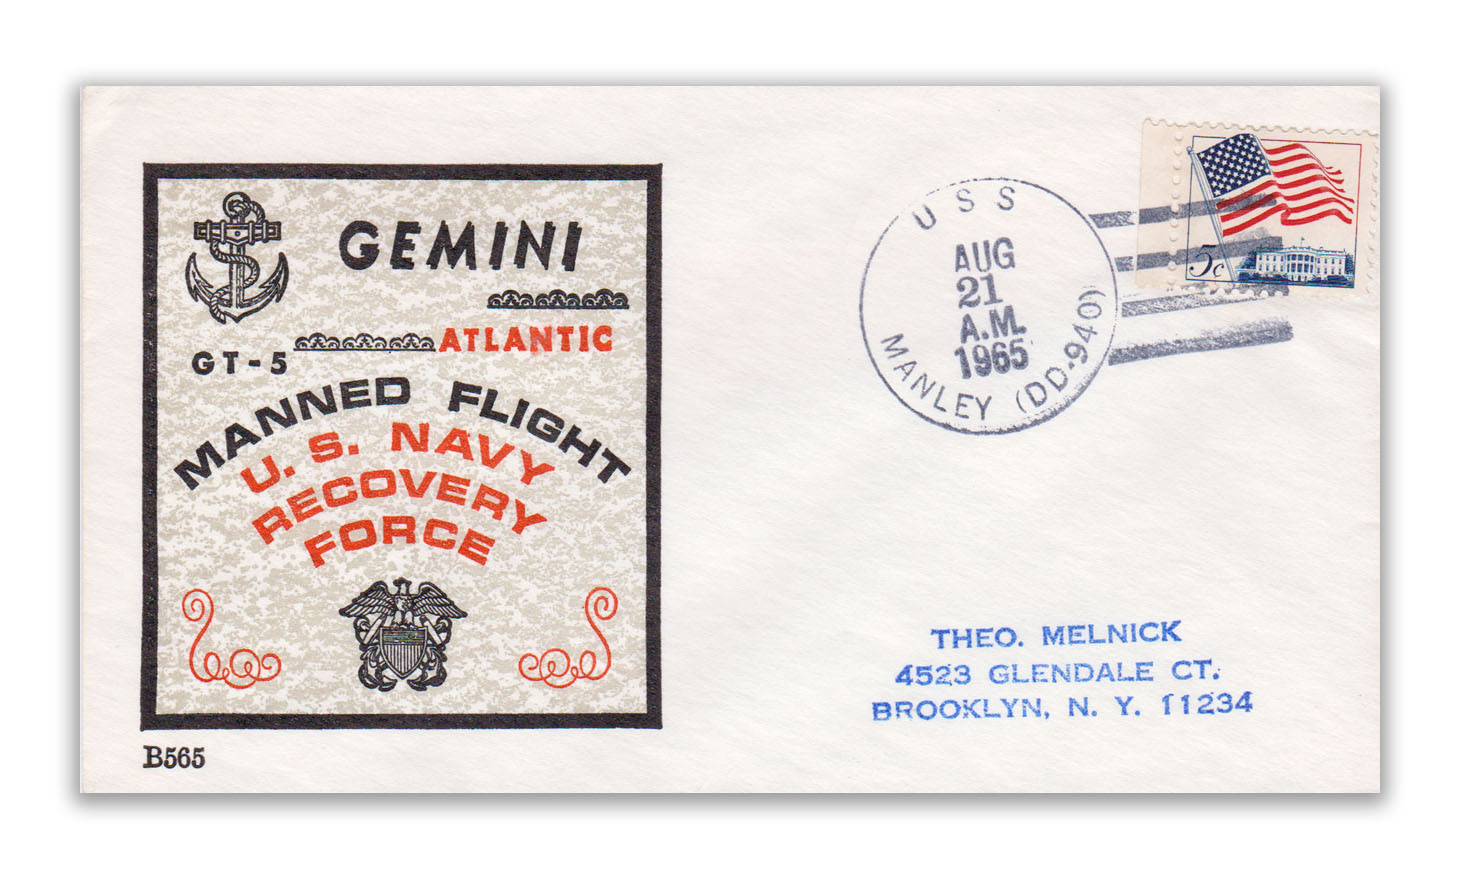 GEMINI
ATLANTIC
GT-5
MANNED FLIGHT
U. S. NAVY
RECOVERY
FORCE
B565
USS
AUG
21
A.M.
1965
MANLEY (DD-940)
5c
THEO. MELNICK
4523 GLENDALE CT.
BROOKLYN, N. Y. 11234